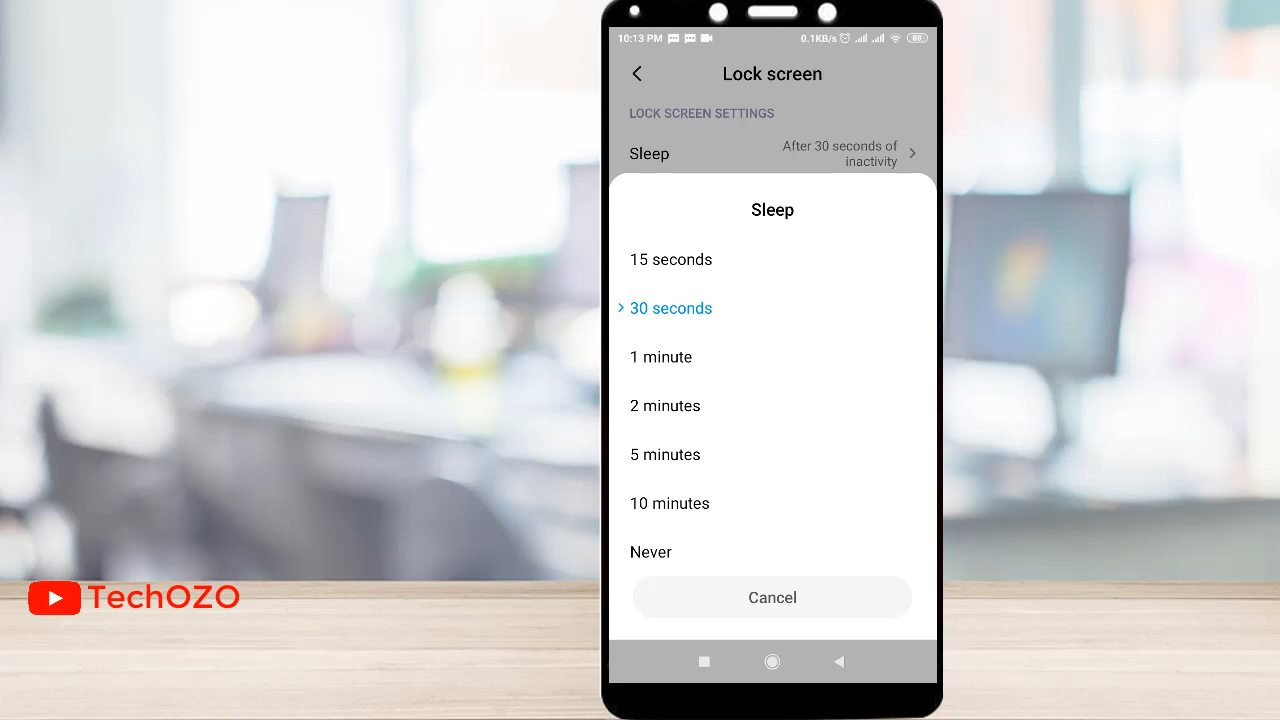 10:13 PM 0.1KB/s 88
Lock screen
LOCK SCREEN SETTINGS
Sleep
After 30 seconds of
inactivity
Sleep
15 seconds
30 seconds
1 minute
2 minutes
5 minutes
10 minutes
Never
Cancel
TechOZO